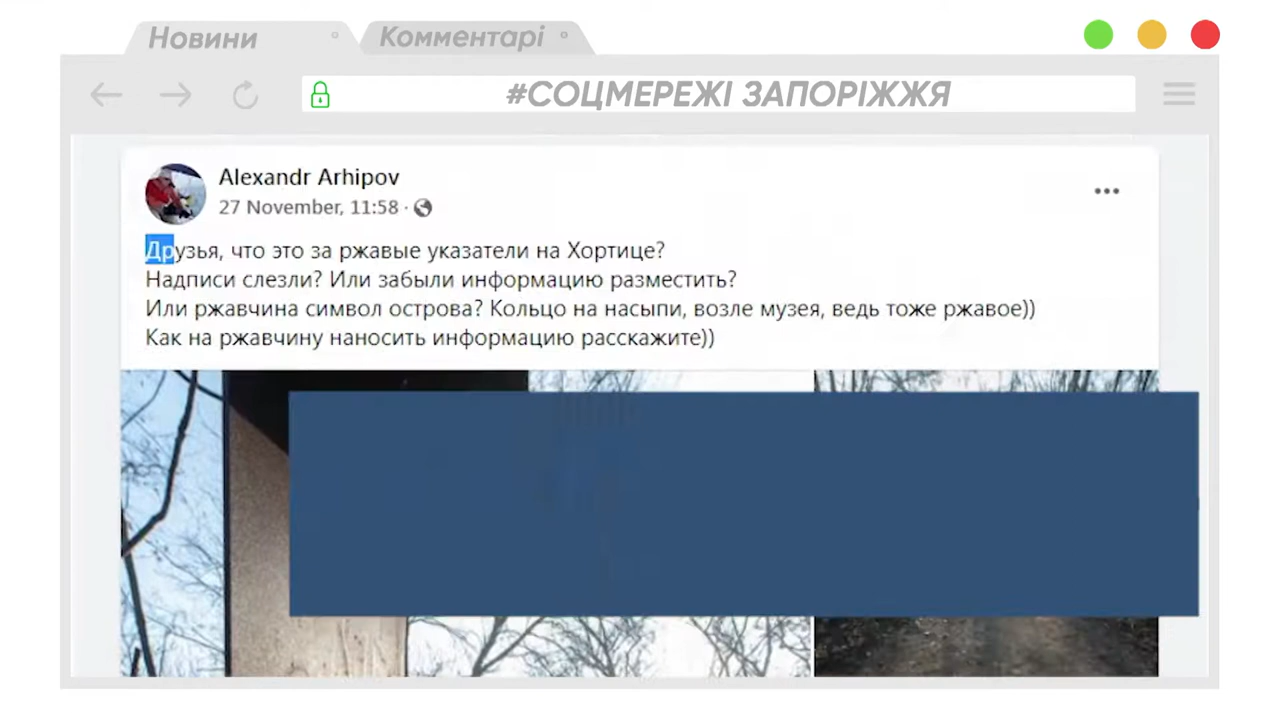 Новини
Комментарі
#СОЦМЕРЕЖІ ЗАПОРІЖЖЯ
Alexandr Arhipov
27 November, 11:58
Друзья, что это за ржавые указатели на Хортице?
Надписи слезли? Или забыли информацию разместить?
Или ржавчина символ острова? Кольцо на насыпи, возле музея, ведь тоже ржавое))
Как на ржавчину наносить информацию расскажите))